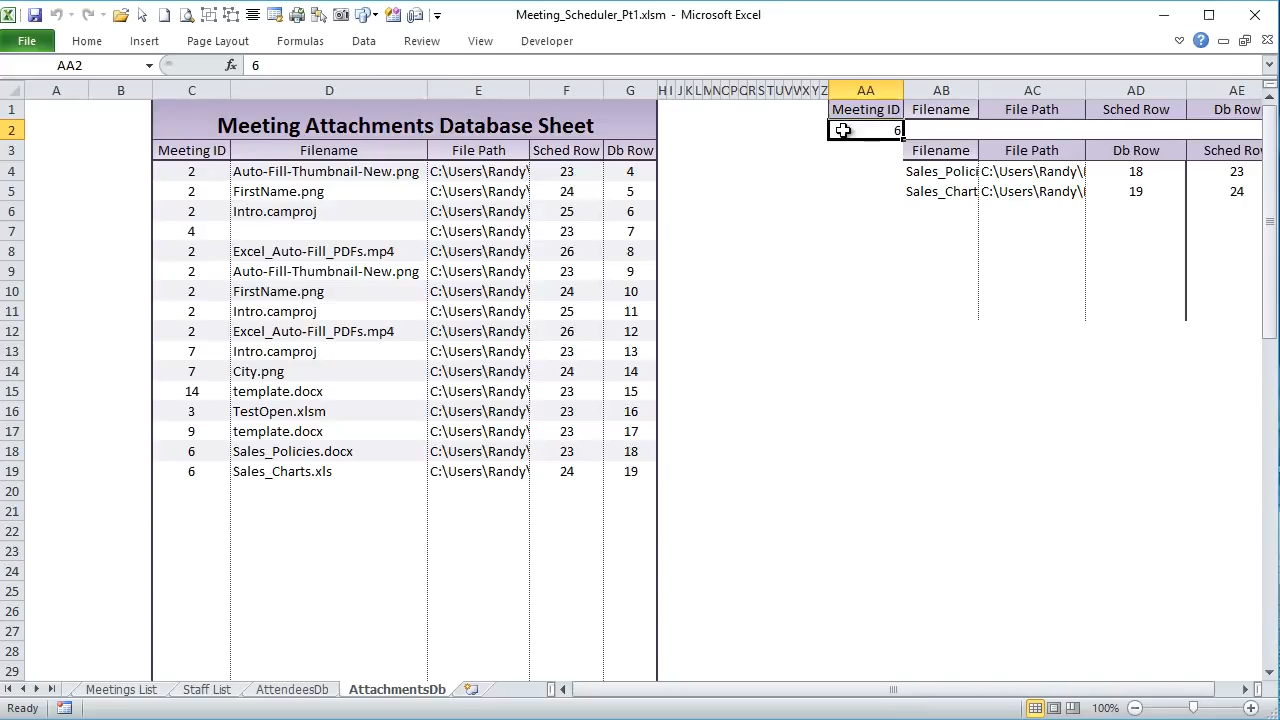 Meeting_Scheduler_Pt1.xlsm - Microsoft Excel
File Home Insert Page Layout Formulas Data Review View Developer
AA2 fx 6
A B C D E F G H I J K L M N O P Q R S T U V W X Y Z AA AB AC AD AE
1 Meeting Attachments Database Sheet Meeting ID Filename File Path Sched Row Db Row
2 6
3 Meeting ID Filename File Path Sched Row Db Row Filename File Path Db Row Sched Row
4 2 Auto-Fill-Thumbnail-New.png C:\Users\Randy\ 23 4 Sales_Polici C:\Users\Randy\ 18 23
5 2 FirstName.png C:\Users\Randy\ 24 5 Sales_Chart C:\Users\Randy\ 19 24
6 2 Intro.camproj C:\Users\Randy\ 25 6
7 4 C:\Users\Randy\ 23 7
8 2 Excel_Auto-Fill_PDFs.mp4 C:\Users\Randy\ 26 8
9 2 Auto-Fill-Thumbnail-New.png C:\Users\Randy\ 23 9
10 2 FirstName.png C:\Users\Randy\ 24 10
11 2 Intro.camproj C:\Users\Randy\ 25 11
12 2 Excel_Auto-Fill_PDFs.mp4 C:\Users\Randy\ 26 12
13 7 Intro.camproj C:\Users\Randy\ 23 13
14 7 City.png C:\Users\Randy\ 24 14
15 14 template.docx C:\Users\Randy\ 23 15
16 3 TestOpen.xlsm C:\Users\Randy\ 23 16
17 9 template.docx C:\Users\Randy\ 23 17
18 6 Sales_Policies.docx C:\Users\Randy\ 23 18
19 6 Sales_Charts.xls C:\Users\Randy\ 24 19
20
21
22
23
24
25
26
27
28
29
Meetings List Staff List AttendeesDb AttachmentsDb
Ready 100%